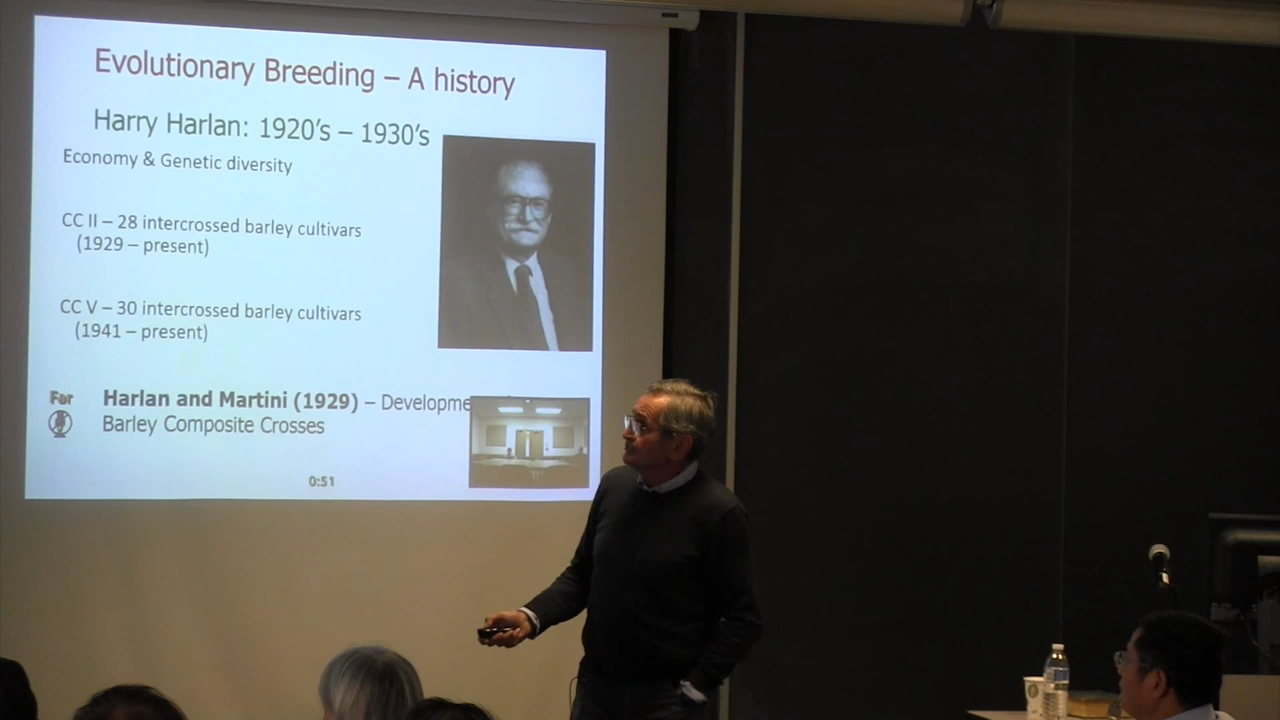 Evolutionary Breeding – A history
Harry Harlan: 1920's – 1930's
Economy & Genetic diversity
CC II – 28 intercrossed barley cultivars
(1929 – present)
CC V – 30 intercrossed barley cultivars
(1941 – present)
Far
Harlan and Martini (1929) – Developme
Barley Composite Crosses
0:51